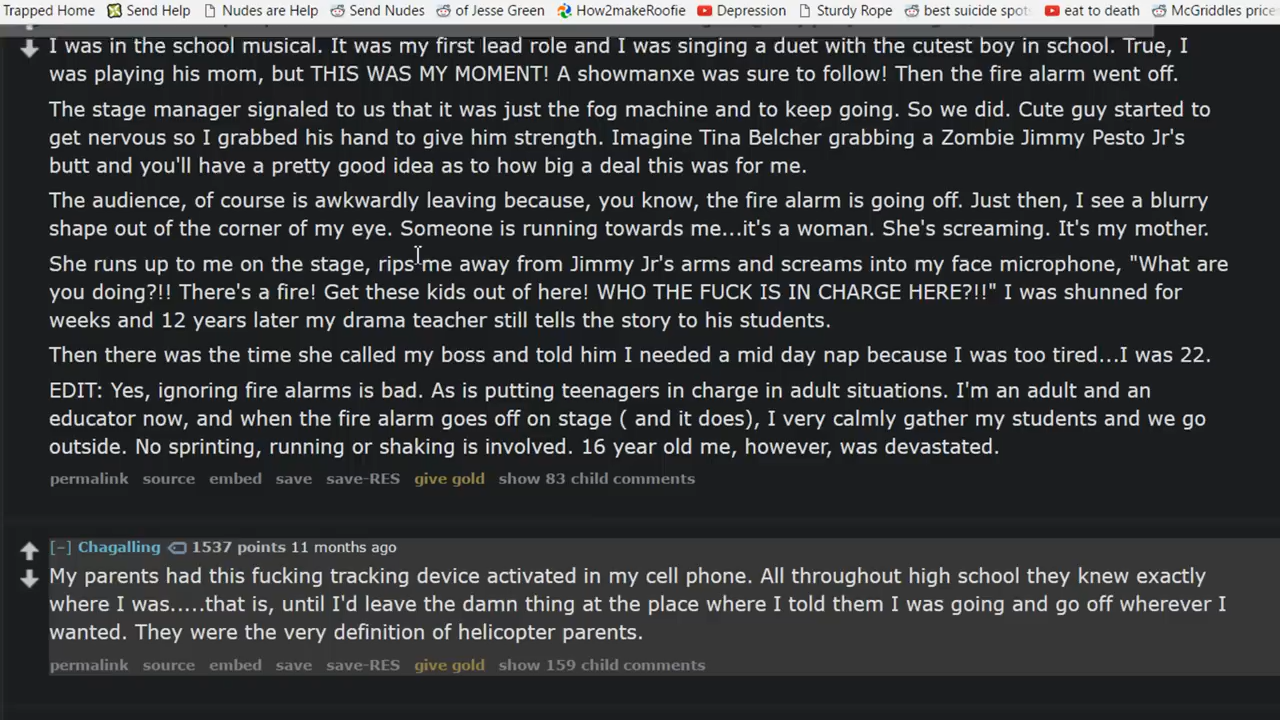 Trapped Home Send Help Nudes are Help Send Nudes of Jesse Green How2makeRoofie Depression Sturdy Rope best suicide spots eat to death McGriddles price
I was in the school musical. It was my first lead role and I was singing a duet with the cutest boy in school. True, I
was playing his mom, but THIS WAS MY MOMENT! A showmanxe was sure to follow! Then the fire alarm went off.
The stage manager signaled to us that it was just the fog machine and to keep going. So we did. Cute guy started to
get nervous so I grabbed his hand to give him strength. Imagine Tina Belcher grabbing a Zombie Jimmy Pesto Jr's
butt and you'll have a pretty good idea as to how big a deal this was for me.
The audience, of course is awkwardly leaving because, you know, the fire alarm is going off. Just then, I see a blurry
shape out of the corner of my eye. Someone is running towards me...it's a woman. She's screaming. It's my mother.
She runs up to me on the stage, rips me away from Jimmy Jr's arms and screams into my face microphone, "What are
you doing?!! There's a fire! Get these kids out of here! WHO THE FUCK IS IN CHARGE HERE?!!" I was shunned for
weeks and 12 years later my drama teacher still tells the story to his students.
Then there was the time she called my boss and told him I needed a mid day nap because I was too tired...I was 22.
EDIT: Yes, ignoring fire alarms is bad. As is putting teenagers in charge in adult situations. I'm an adult and an
educator now, and when the fire alarm goes off on stage ( and it does), I very calmly gather my students and we go
outside. No sprinting, running or shaking is involved. 16 year old me, however, was devastated.
permalink source embed save save-RES give gold show 83 child comments
[–] Chagalling 1537 points 11 months ago
My parents had this fucking tracking device activated in my cell phone. All throughout high school they knew exactly
where I was.....that is, until I'd leave the damn thing at the place where I told them I was going and go off wherever I
wanted. They were the very definition of helicopter parents.
permalink source embed save save-RES give gold show 159 child comments